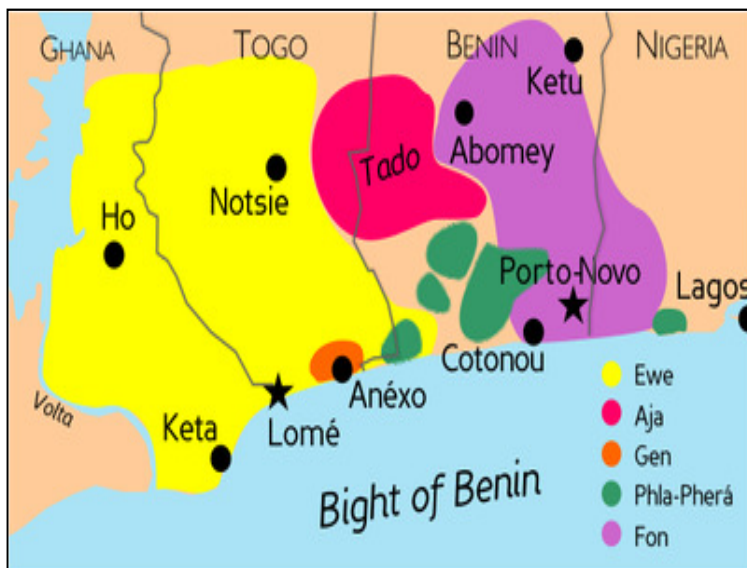 GHANA TOGO BENIN NIGERIA
Ketu
Abomey
Tado
Notsie
Ho
Porto-Novo
Lagos
Cotonou
Anéxo
Volta
Keta
Lomé
Bight of Benin
Ewe
Aja
Gen
Phla-Pherá
Fon